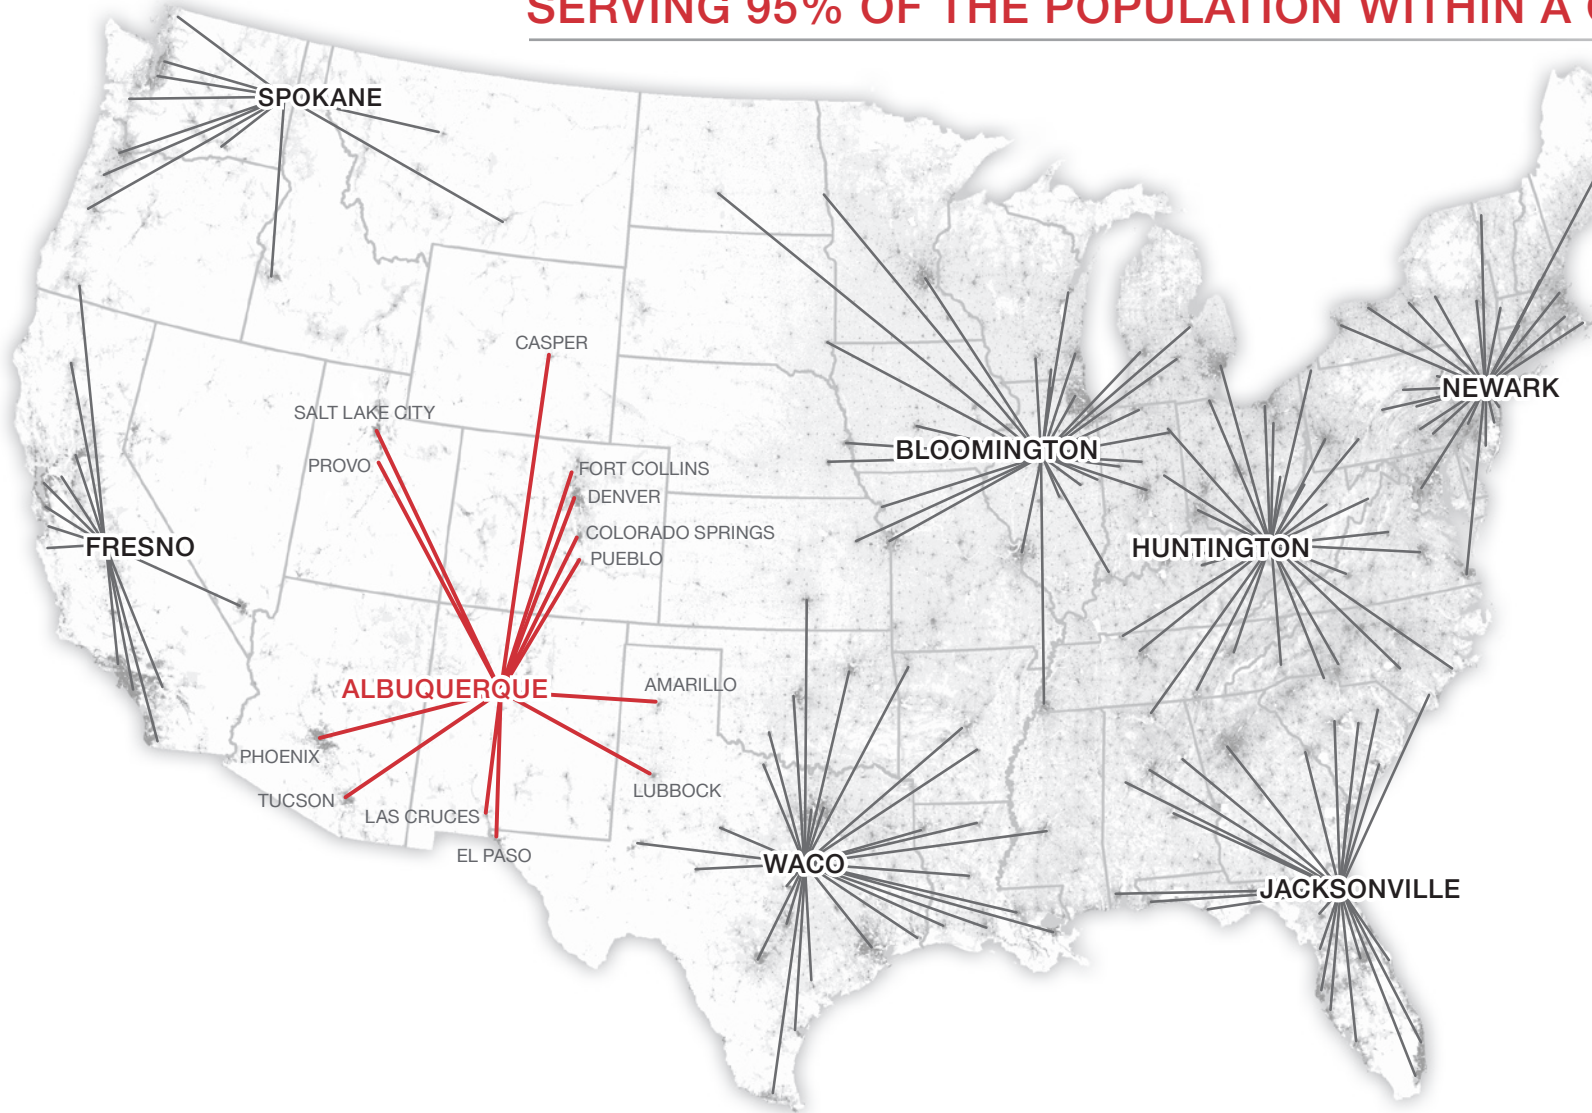 SERVING 95% OF THE POPULATION WITHIN A
SPOKANE
CASPER
NEWARK
SALT LAKE CITY
BLOOMINGTON
PROVO
FORT COLLINS
DENVER
COLORADO SPRINGS
FRESNO
HUNTINGTON
PUEBLO
ALBUQUERQUE
AMARILLO
PHOENIX
LUBBOCK
TUCSON
LAS CRUCES
EL PASO
WACO
JACKSONVILLE